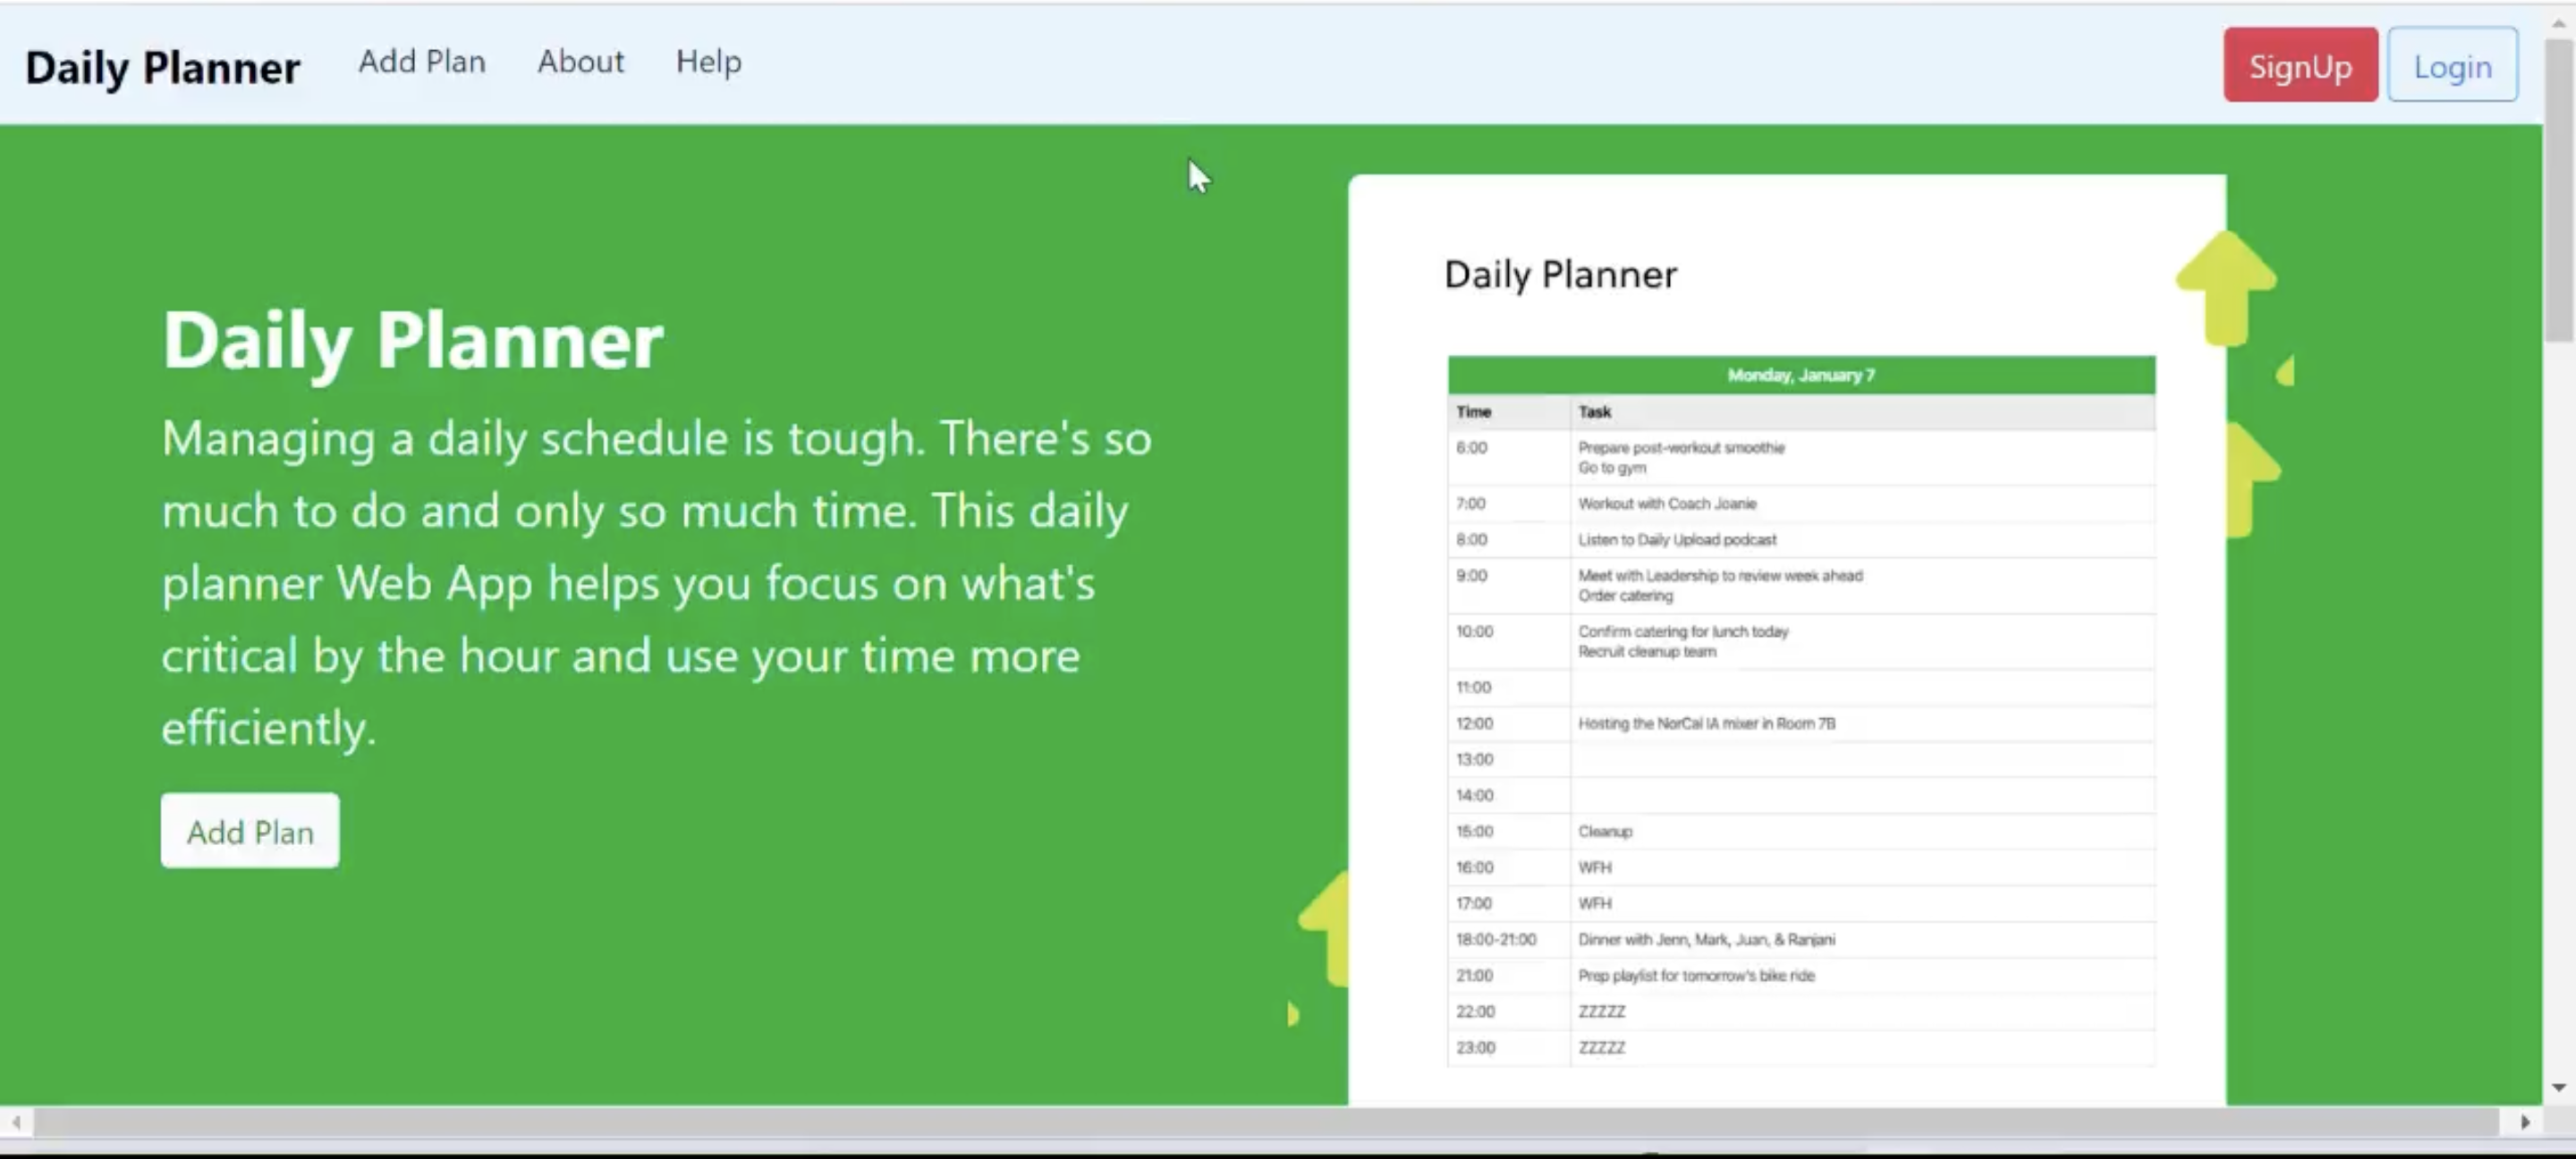 Daily Planner Add Plan About Help SignUp Login
Daily Planner
Managing a daily schedule is tough. There's so
much to do and only so much time. This daily
planner Web App helps you focus on what's
critical by the hour and use your time more
efficiently.
Add Plan
Daily Planner
Monday, January 7
Time Task
6:00 Prepare post-workout smoothie
Go to gym
7:00 Workout with Coach Joanie
8:00 Listen to Daily Upload podcast
9:00 Meet with Leadership to review week ahead
Order catering
10:00 Confirm catering for lunch today
Recruit cleanup team
11:00
12:00 Hosting the NorCal IA mixer in Room 7B
13:00
14:00
15:00 Cleanup
16:00 WFH
17:00 WFH
18:00-21:00 Dinner with Jenn, Mark, Juan, & Ranjani
21:00 Prep playlist for tomorrow's bike ride
22:00 ZZZZZ
23:00 ZZZZZ